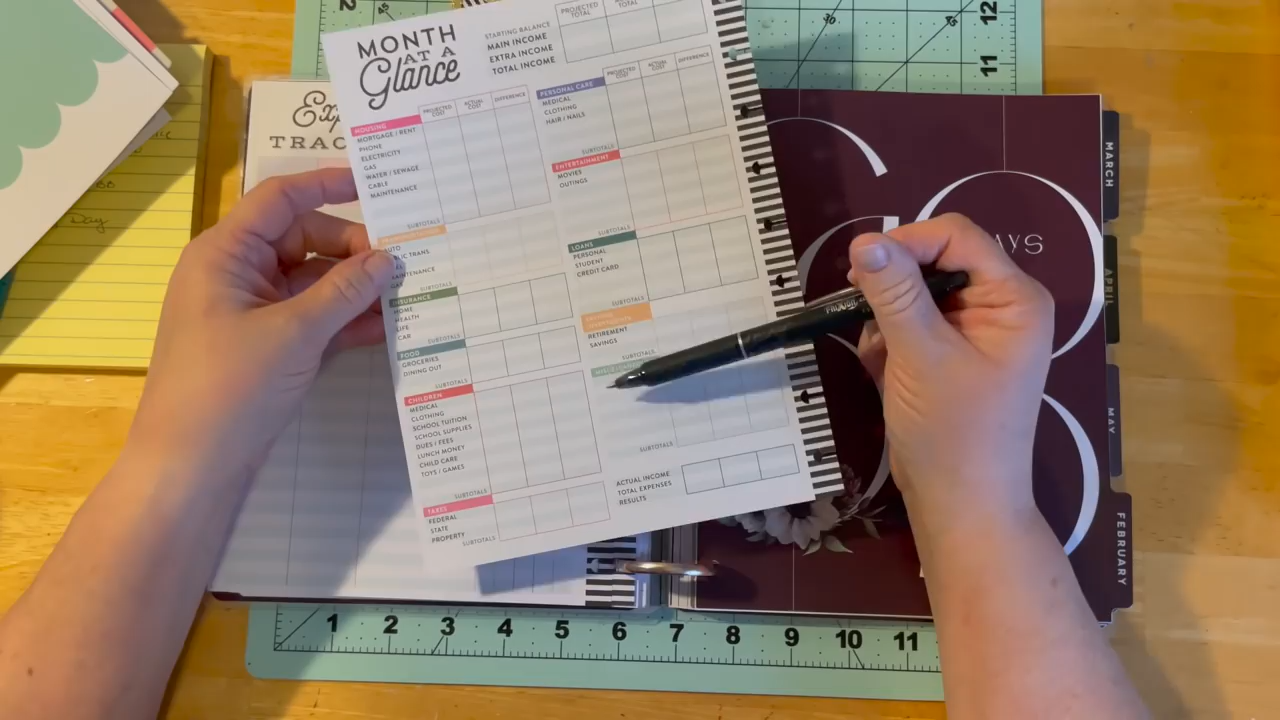 MONTH
AT A
Glance
STARTING BALANCE
MAIN INCOME
EXTRA INCOME
TOTAL INCOME
PROJECTED
TOTAL
TOTAL
PROJECTED
COST
ACTUAL
COST
DIFFERENCE
HOUSING
MORTGAGE / RENT
PHONE
ELECTRICITY
GAS
WATER / SEWAGE
CABLE
MAINTENANCE
SUBTOTALS
AUTO
MAINTENANCE
SUBTOTALS
INSURANCE
HOME
HEALTH
LIFE
CAR
SUBTOTALS
FOOD
GROCERIES
DINING OUT
SUBTOTALS
CHILDREN
MEDICAL
CLOTHING
SCHOOL TUITION
SCHOOL SUPPLIES
DUES / FEES
LUNCH MONEY
CHILD CARE
TOYS / GAMES
SUBTOTALS
TAXES
FEDERAL
STATE
PROPERTY
SUBTOTALS
PROJECTED
COST
ACTUAL
COST
DIFFERENCE
PERSONAL CARE
MEDICAL
CLOTHING
HAIR / NAILS
SUBTOTALS
ENTERTAINMENT
MOVIES
OUTINGS
SUBTOTALS
LOANS
PERSONAL
STUDENT
CREDIT CARD
SUBTOTALS
RETIREMENT
SAVINGS
SUBTOTALS
SUBTOTALS
ACTUAL INCOME
TOTAL EXPENSES
RESULTS
MARCH
APRIL
MAY
FEBRUARY
Day
12
11
30
45
1 2 3 4 5 6 7 8 9 10 11